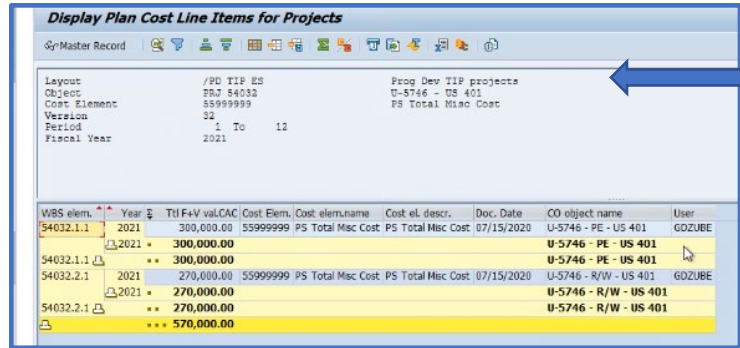 Display Plan Cost Line Items for Projects
Master Record
Layout /PD TIP ES Prog Dev TIP projects
Object PRJ 54032 U-5746 - US 401
Cost Element 55999999 PS Total Misc Cost
Version 32
Period 1 To 12
Fiscal Year 2021
WBS elem. Year Σ Ttl F+V val.CAC Cost Elem. Cost elem.name Cost el. descr. Doc. Date CO object name User
54032.1.1 2021 300,000.00 55999999 PS Total Misc Cost PS Total Misc Cost 07/15/2020 U-5746 - PE - US 401 GDZUBE
2021 300,000.00 U-5746 - PE - US 401
54032.1.1 300,000.00 U-5746 - PE - US 401
54032.2.1 2021 270,000.00 55999999 PS Total Misc Cost PS Total Misc Cost 07/15/2020 U-5746 - R/W - US 401 GDZUBE
2021 270,000.00 U-5746 - R/W - US 401
54032.2.1 270,000.00 U-5746 - R/W - US 401
570,000.00